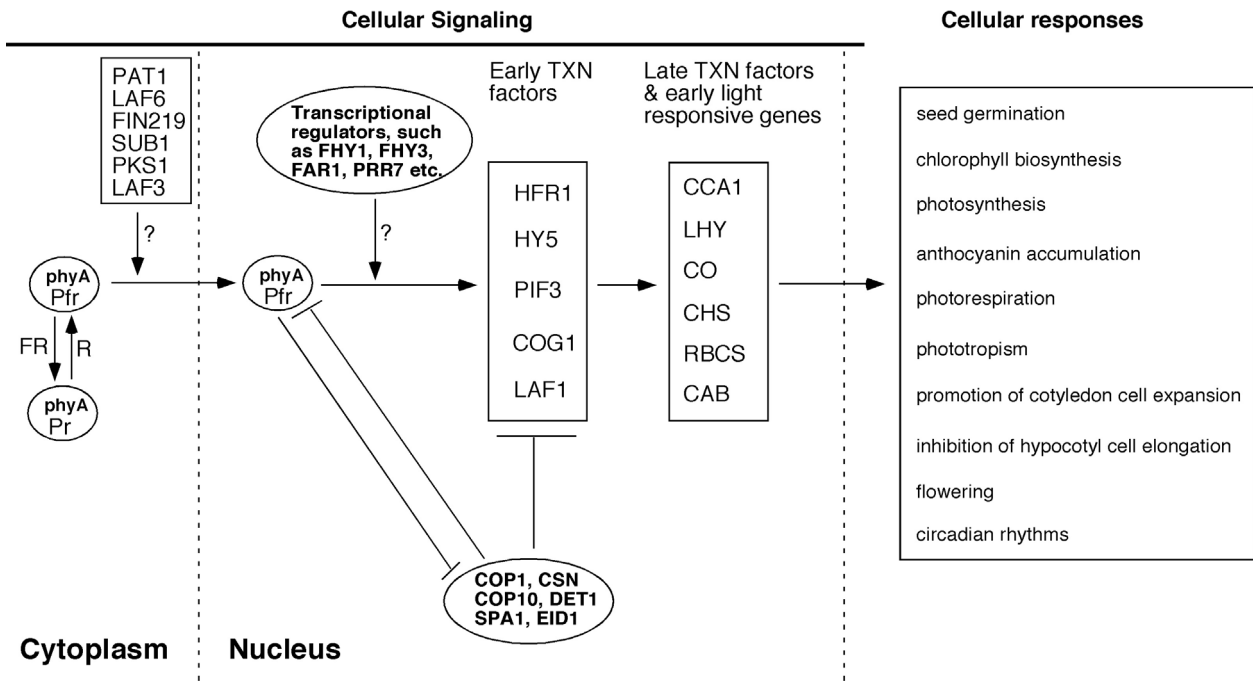 Cellular Signaling
Cellular responses
PAT1
LAF6
FIN219
SUB1
PKS1
LAF3
?
phyA
Pfr
FR
R
phyA
Pr
Transcriptional
regulators, such
as FHY1, FHY3,
FAR1, PRR7 etc.
?
phyA
Pfr
Early TXN
factors
HFR1
HY5
PIF3
COG1
LAF1
Late TXN factors
& early light
responsive genes
CCA1
LHY
CO
CHS
RBCS
CAB
COP1, CSN
COP10, DET1
SPA1, EID1
seed germination
chlorophyll biosynthesis
photosynthesis
anthocyanin accumulation
photorespiration
phototropism
promotion of cotyledon cell expansion
inhibition of hypocotyl cell elongation
flowering
circadian rhythms
Cytoplasm
Nucleus